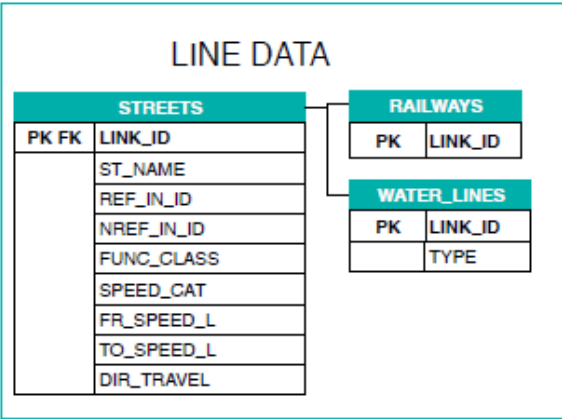 LINE DATA
STREETS
PK FK LINK_ID
ST_NAME
REF_IN_ID
NREF_IN_ID
FUNC_CLASS
SPEED_CAT
FR_SPEED_L
TO_SPEED_L
DIR_TRAVEL
RAILWAYS
PK LINK_ID
WATER_LINES
PK LINK_ID
TYPE